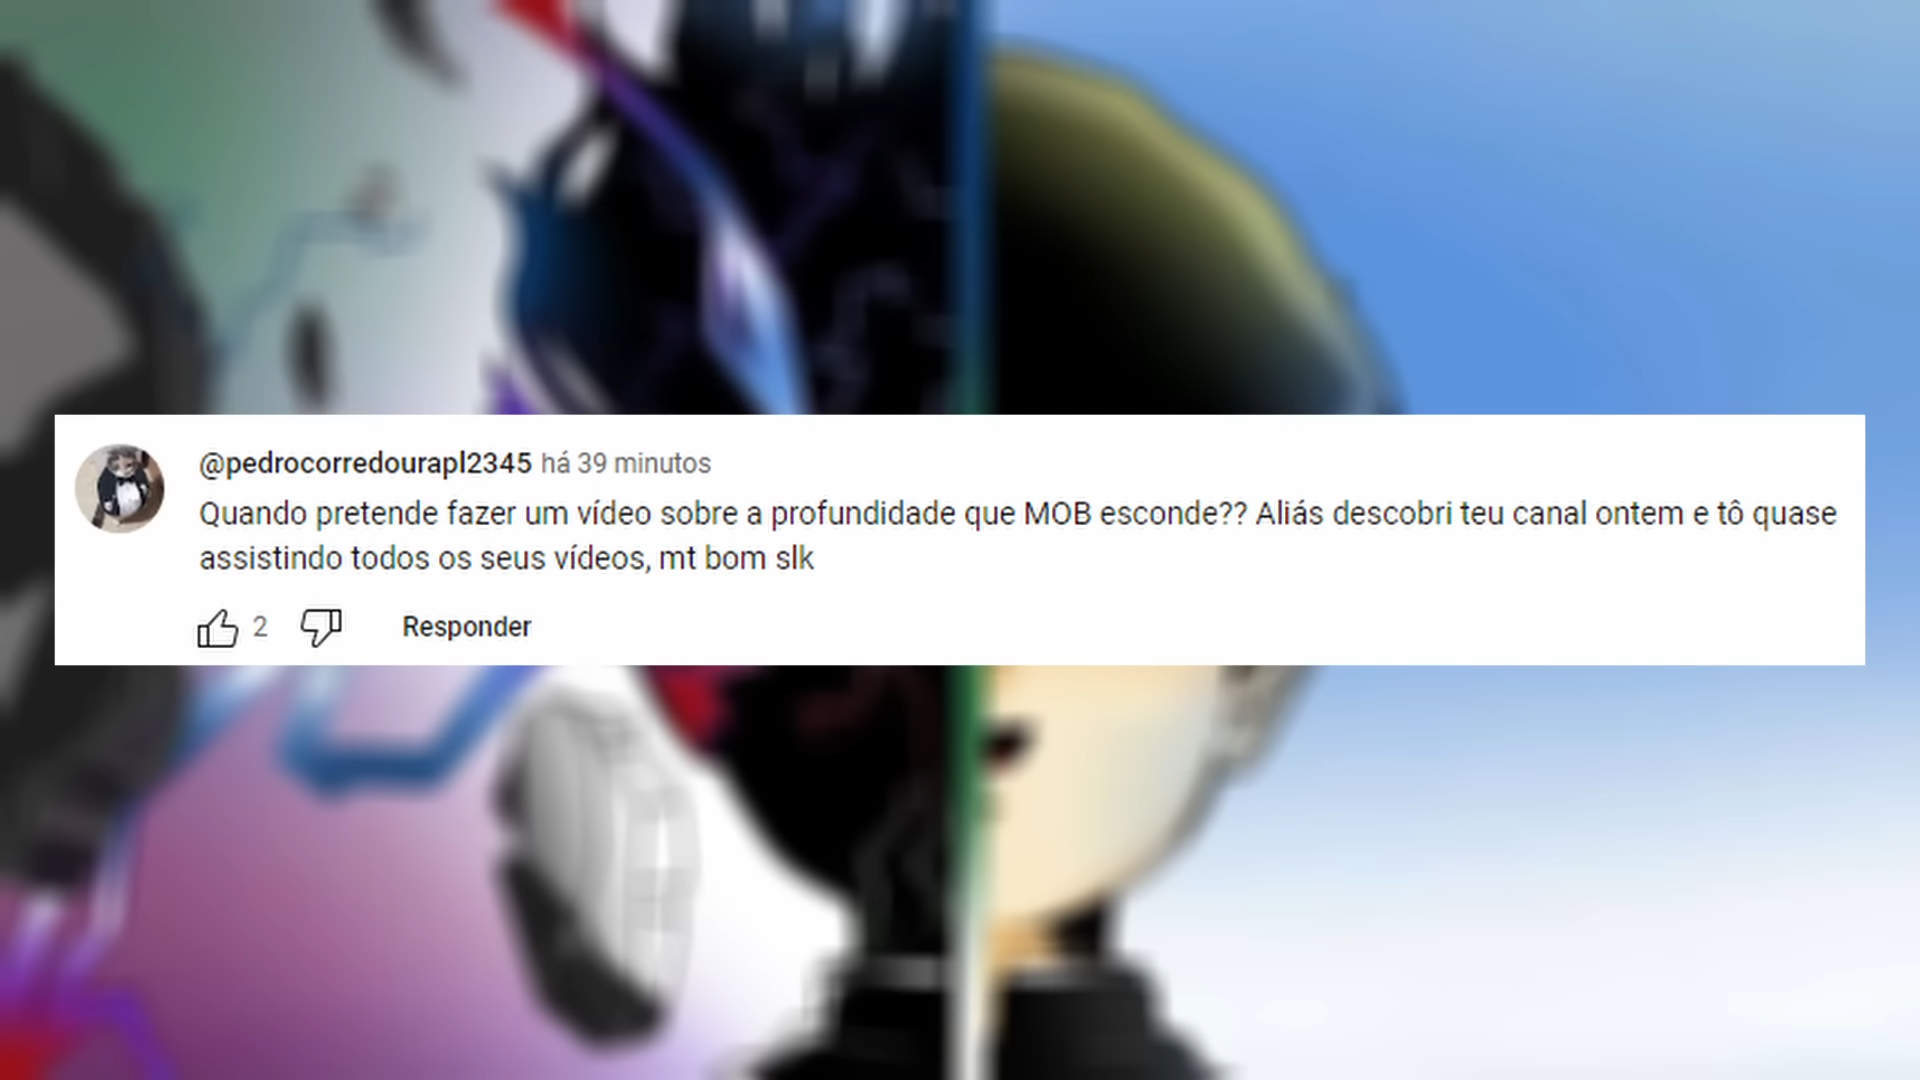 @pedrocorredourapl2345 há 39 minutos
Quando pretende fazer um vídeo sobre a profundidade que MOB esconde?? Aliás descobri teu canal ontem e tô quase
assistindo todos os seus vídeos, mt bom slk
2 Responder